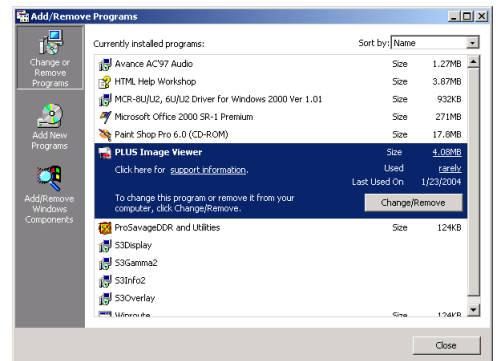 Add/Remove Programs
Change or
Remove
Programs
Add New
Programs
Add/Remove
Windows
Components
Currently installed programs:
Sort by: Name
Avance AC'97 Audio Size 1.27MB
HTML Help Workshop Size 3.87MB
MCR-8U/U2, 6U/U2 Driver for Windows 2000 Ver 1.01 Size 932KB
Microsoft Office 2000 SR-1 Premium Size 271MB
Paint Shop Pro 6.0 (CD-ROM) Size 17.8MB
PLUS Image Viewer Size 4.08MB
Click here for support information. Used rarely
Last Used On 1/23/2004
To change this program or remove it from your
computer, click Change/Remove.
Change/Remove
ProSavageDDR and Utilities Size 124KB
S3Display
S3Gamma2
S3Info2
S3Overlay
Winroute Size 124KB
Close